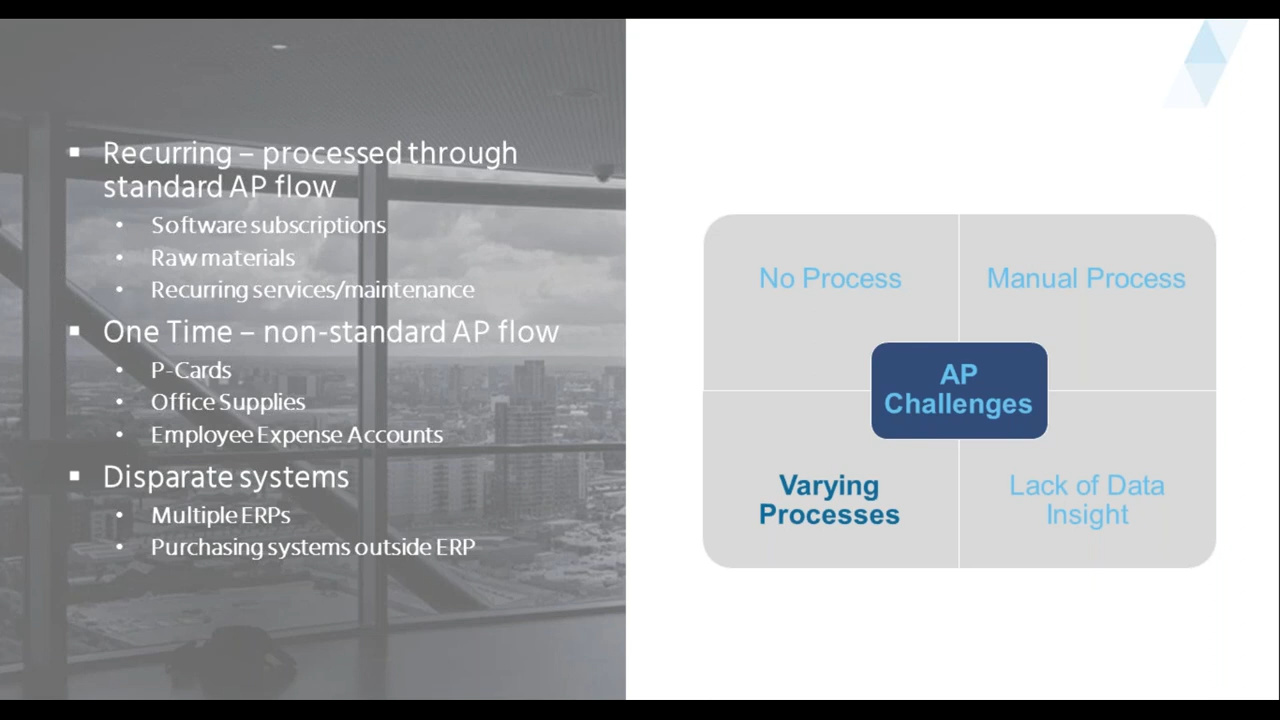 Recurring – processed through
standard AP flow
Software subscriptions
Raw materials
Recurring services/maintenance
One Time – non-standard AP flow
P-Cards
Office Supplies
Employee Expense Accounts
Disparate systems
Multiple ERPs
Purchasing systems outside ERP
No Process
Manual Process
AP
Challenges
Varying
Processes
Lack of Data
Insight